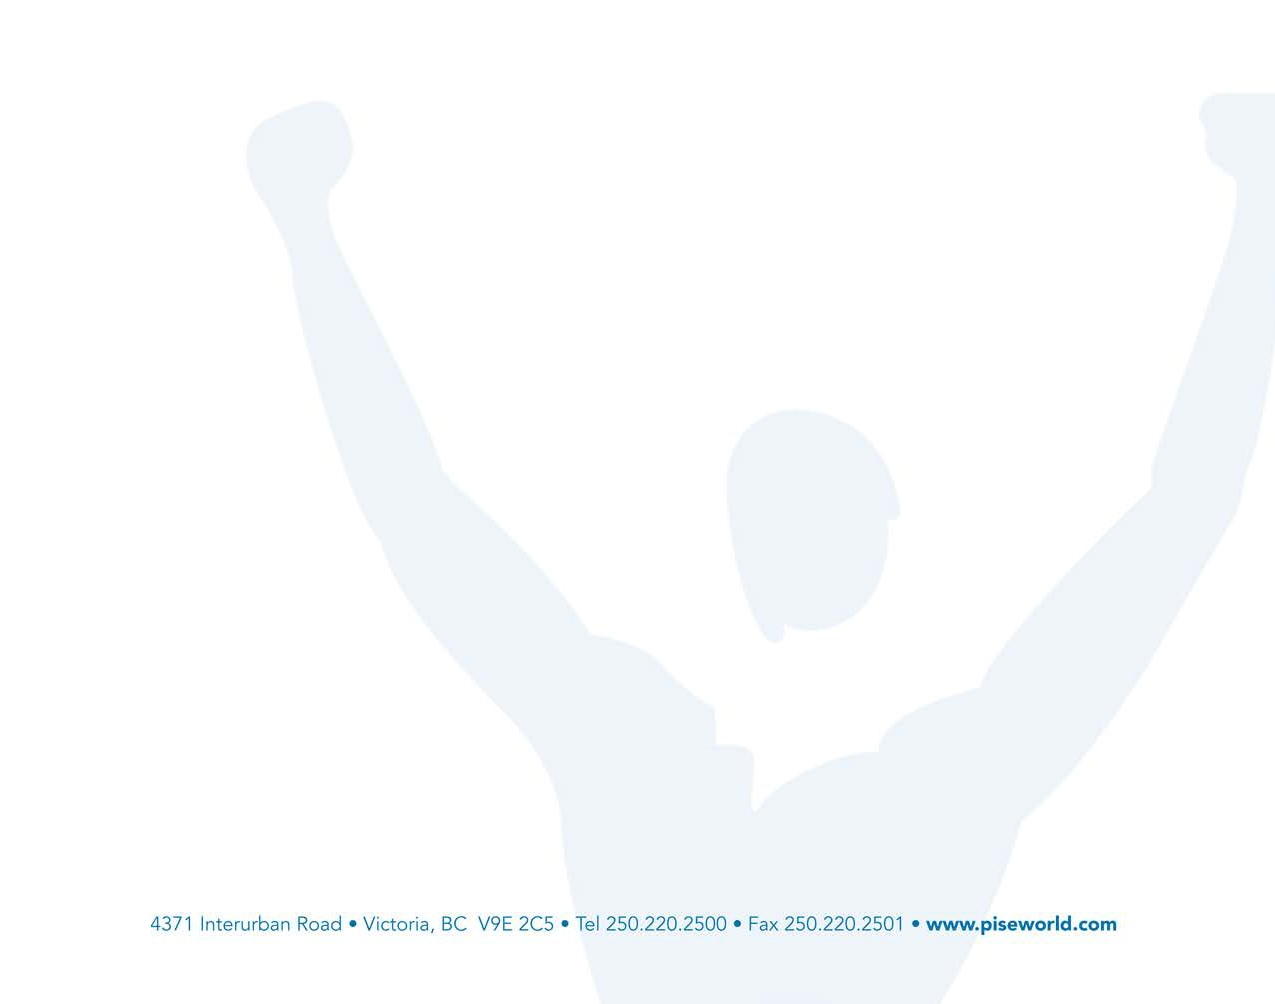 4371 Interurban Road • Victoria, BC  V9E 2C5 • Tel 250.220.2500 • Fax 250.220.2501 • www.piseworld.com